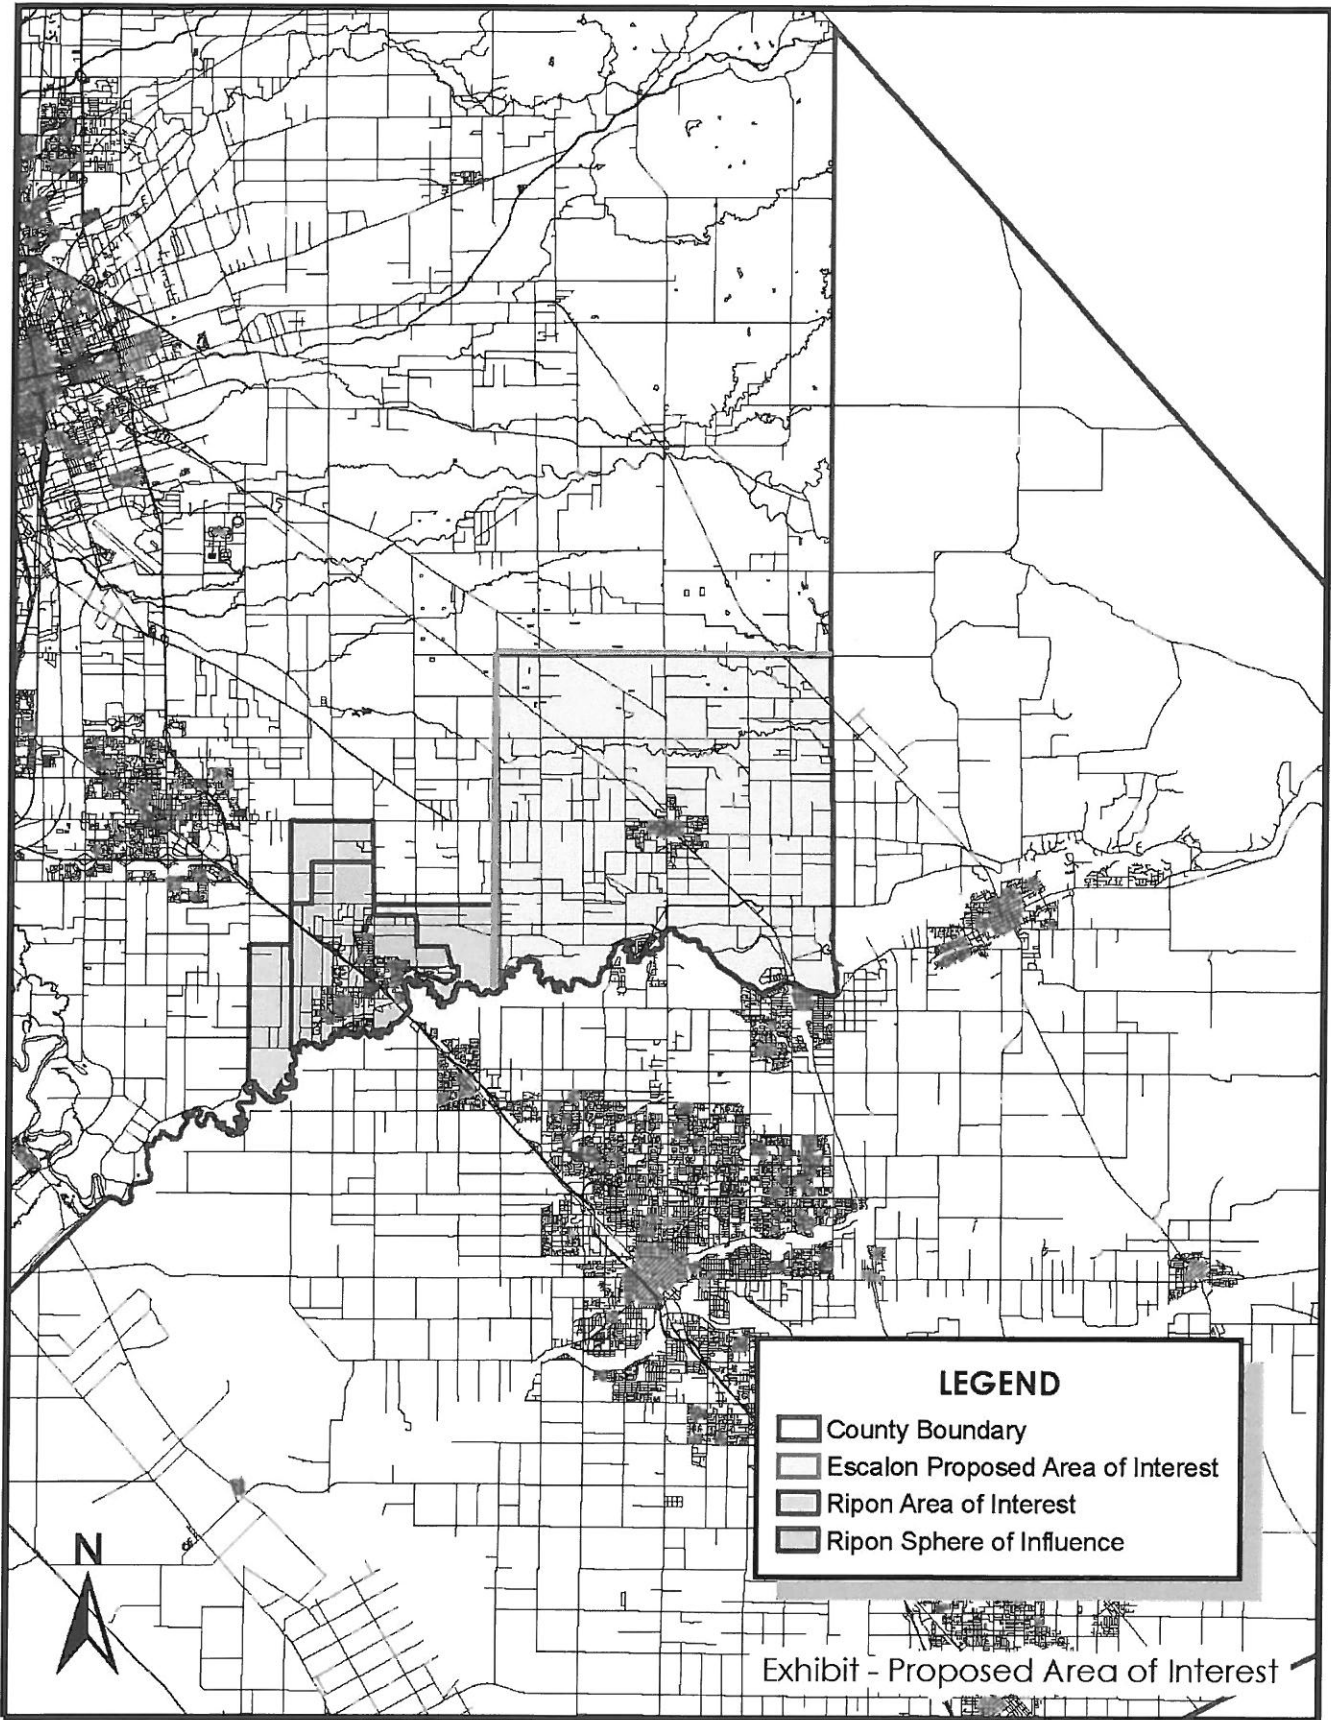 LEGEND
County Boundary
Escalon Proposed Area of Interest
Ripon Area of Interest
Ripon Sphere of Influence
N
Exhibit - Proposed Area of Interest